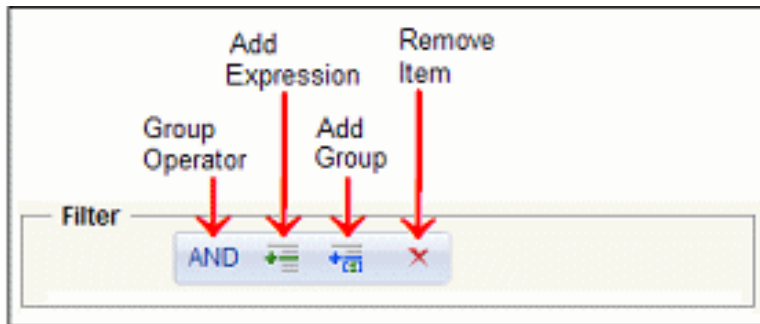 Add
Expression
Remove
Item
Group
Operator
Add
Group
Filter
AND